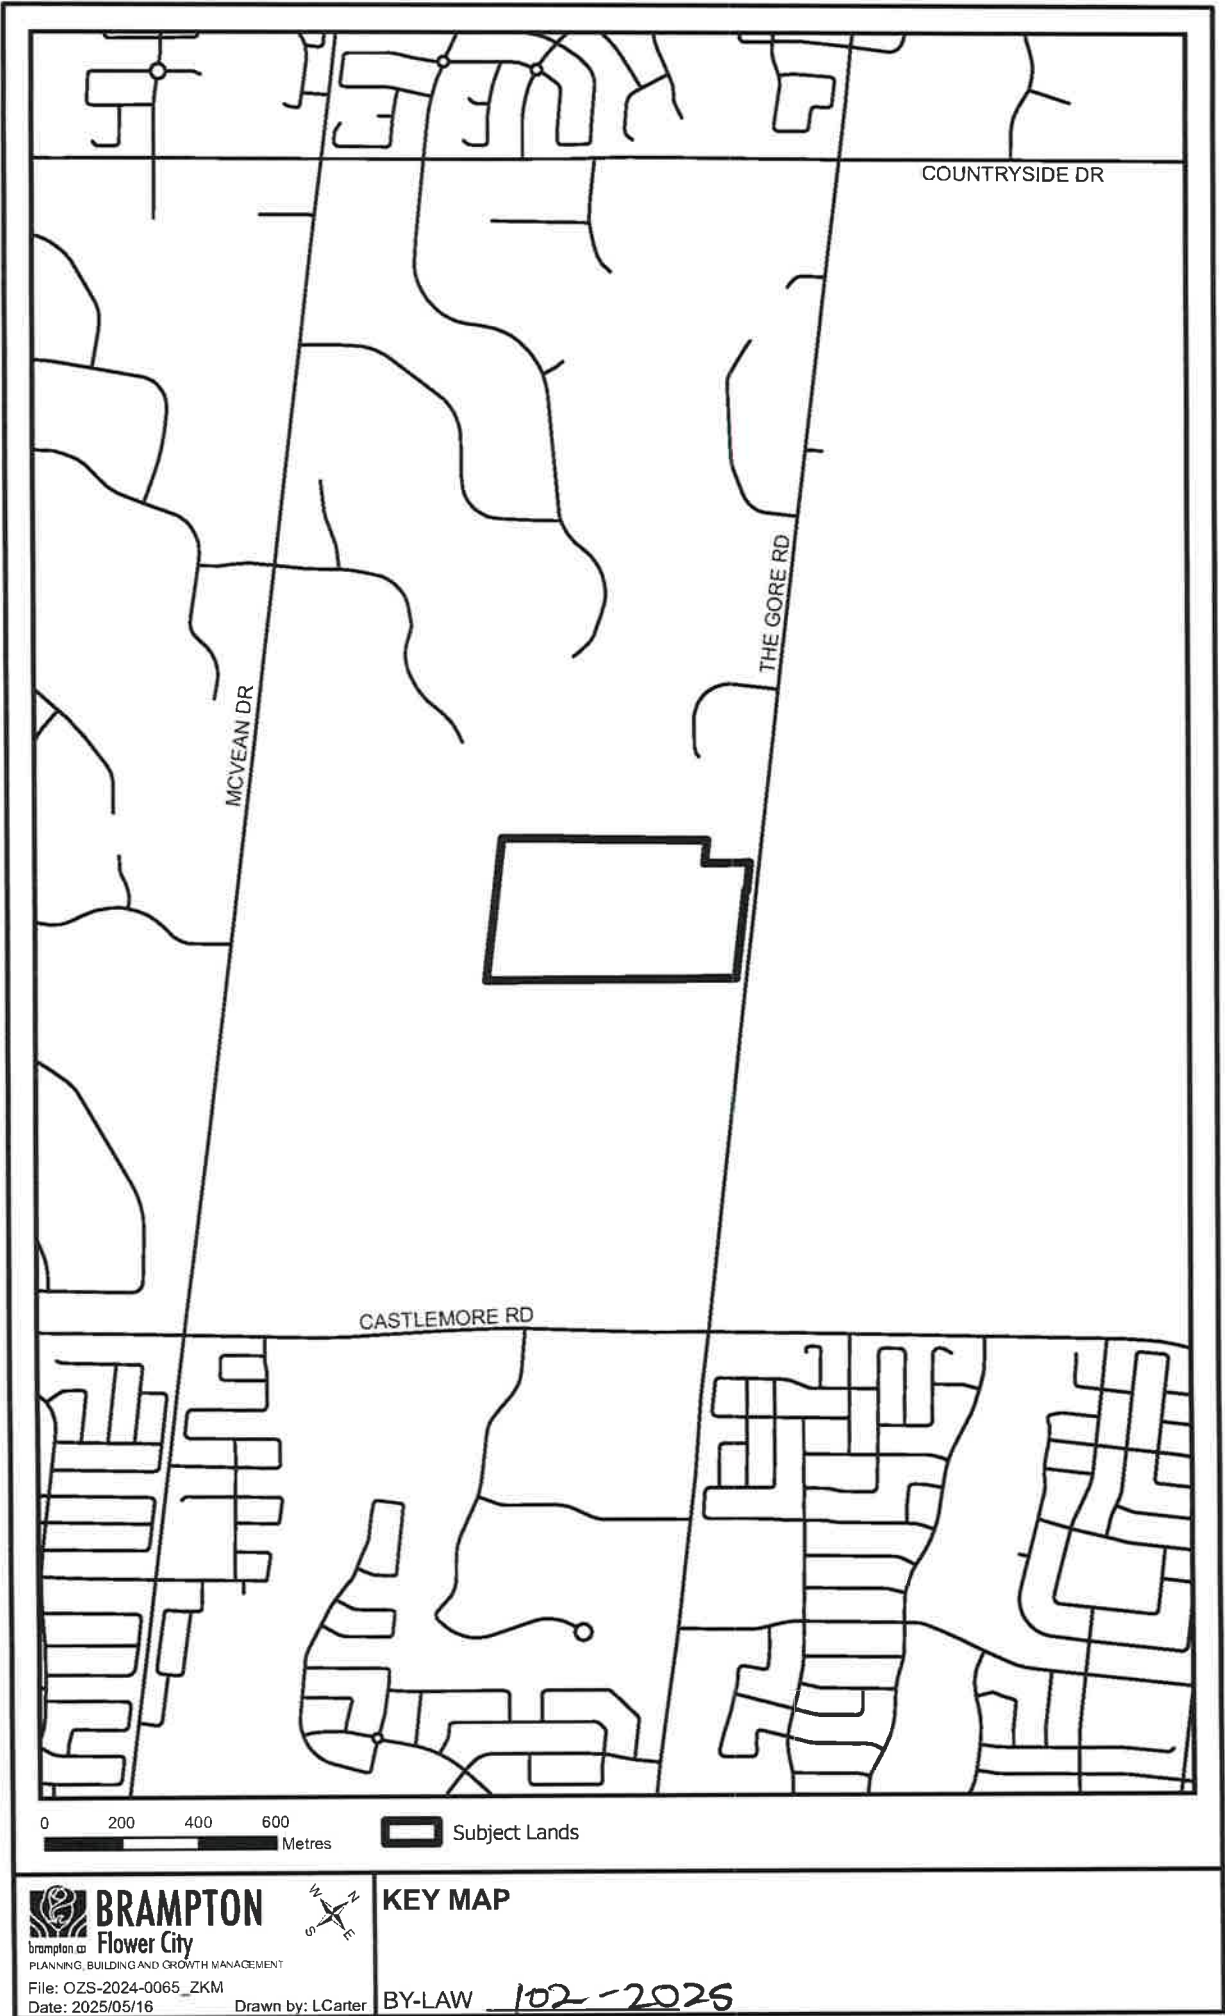 COUNTRYSIDE DR
THE GORE RD
MCVEAN DR
CASTLEMORE RD
0 200 400 600
Metres
Subject Lands
BRAMPTON
brampton.ca Flower City
PLANNING, BUILDING AND GROWTH MANAGEMENT
File: OZS-2024-0065_ZKM
Date: 2025/05/16 Drawn by: LCarter
W N
S E
KEY MAP
BY-LAW 102-2025